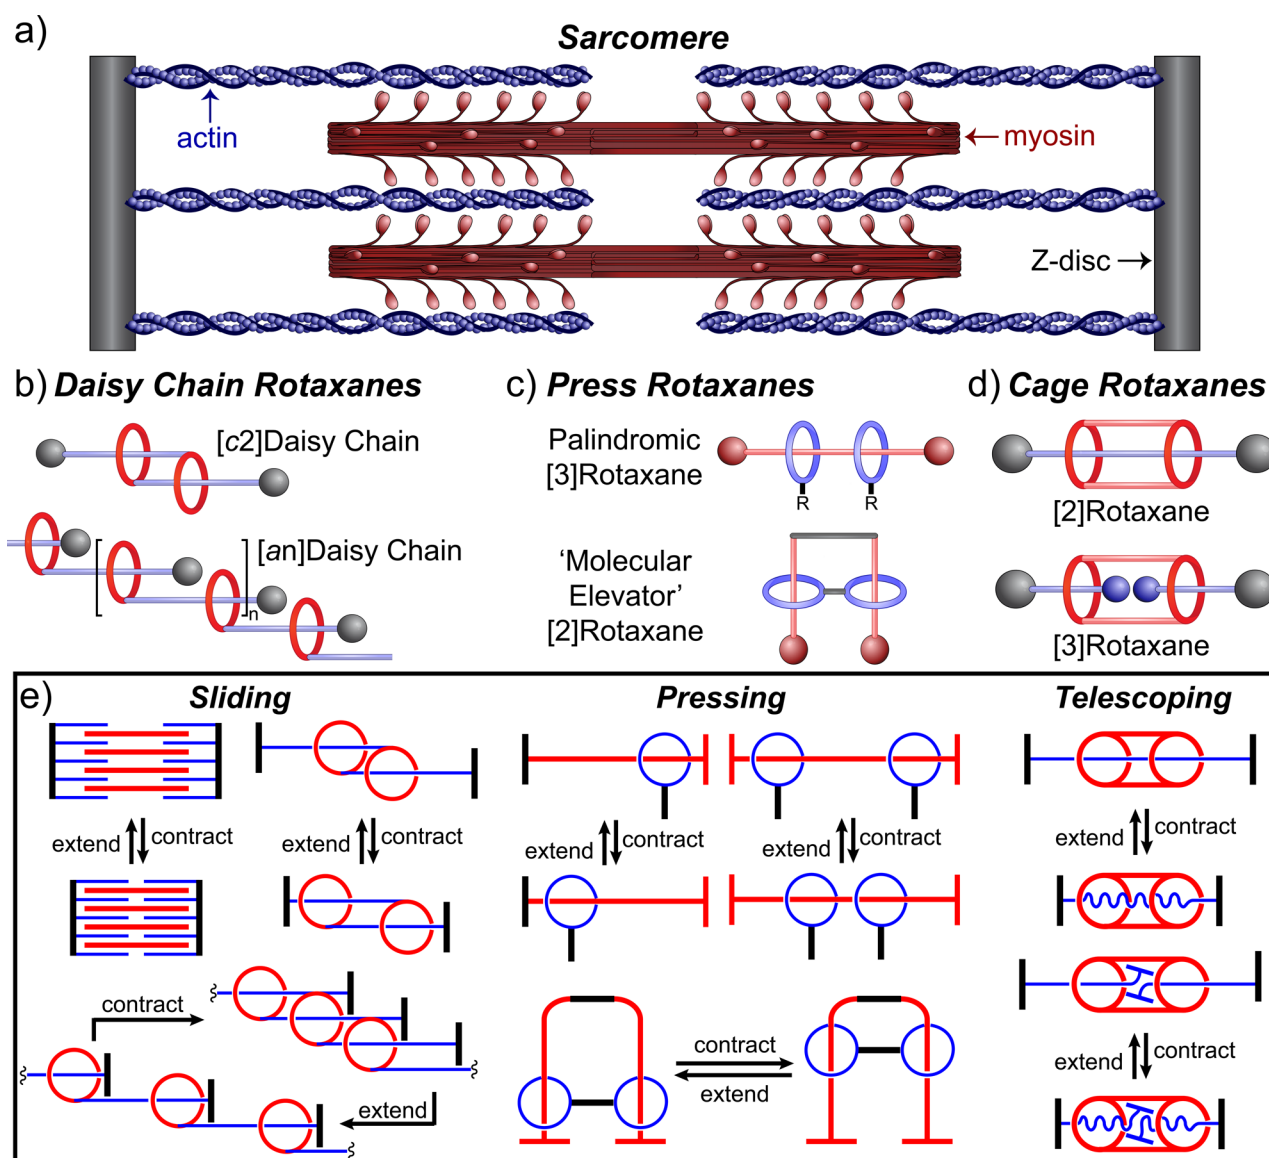 a)
Sarcomere
actin
myosin
Z-disc
b) Daisy Chain Rotaxanes
[c2]Daisy Chain
[an]Daisy Chain
n
c) Press Rotaxanes
Palindromic
[3]Rotaxane
R R
‘Molecular
Elevator’
[2]Rotaxane
d) Cage Rotaxanes
[2]Rotaxane
[3]Rotaxane
e)
Sliding
extend contract
extend contract
contract
extend
Pressing
extend contract
extend contract
contract
extend
Telescoping
extend contract
extend contract